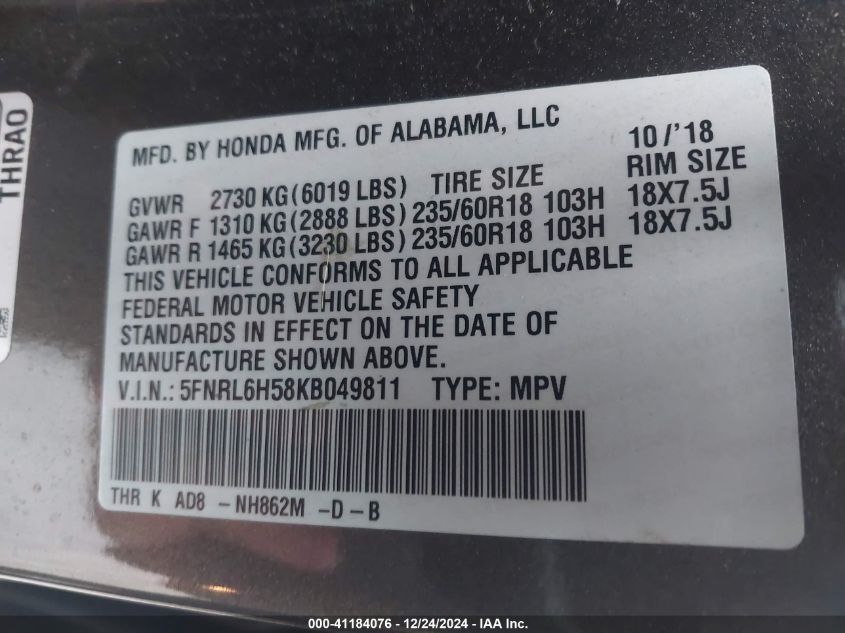 THRA0
MFD. BY HONDA MFG. OF ALABAMA, LLC 10/'18
GVWR 2730 KG(6019 LBS) TIRE SIZE RIM SIZE
GAWR F 1310 KG(2888 LBS) 235/60R18 103H 18X7.5J
GAWR R 1465 KG(3230 LBS) 235/60R18 103H 18X7.5J
THIS VEHICLE CONFORMS TO ALL APPLICABLE
FEDERAL MOTOR VEHICLE SAFETY
STANDARDS IN EFFECT ON THE DATE OF
MANUFACTURE SHOWN ABOVE.
V.I.N.: 5FNRL6H58KB049811 TYPE: MPV
THR K AD8 -NH862M -D-B
000-41184076 - 12/24/2024 - IAA Inc.